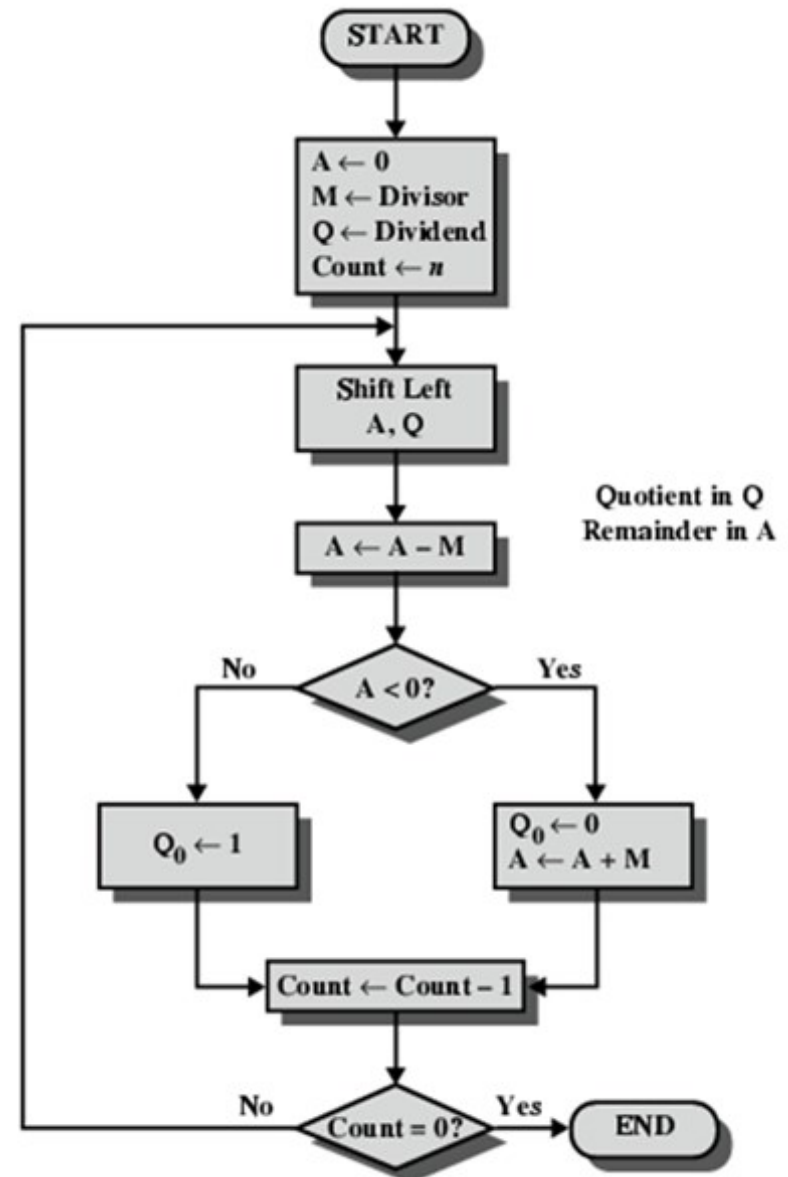 START
A ← 0
M ← Divisor
Q ← Dividend
Count ← n
Shift Left
A, Q
Quotient in Q
Remainder in A
A ← A – M
No
Yes
A < 0?
Q₀ ← 1
Q₀ ← 0
A ← A + M
Count ← Count – 1
No
Yes
Count = 0?
END